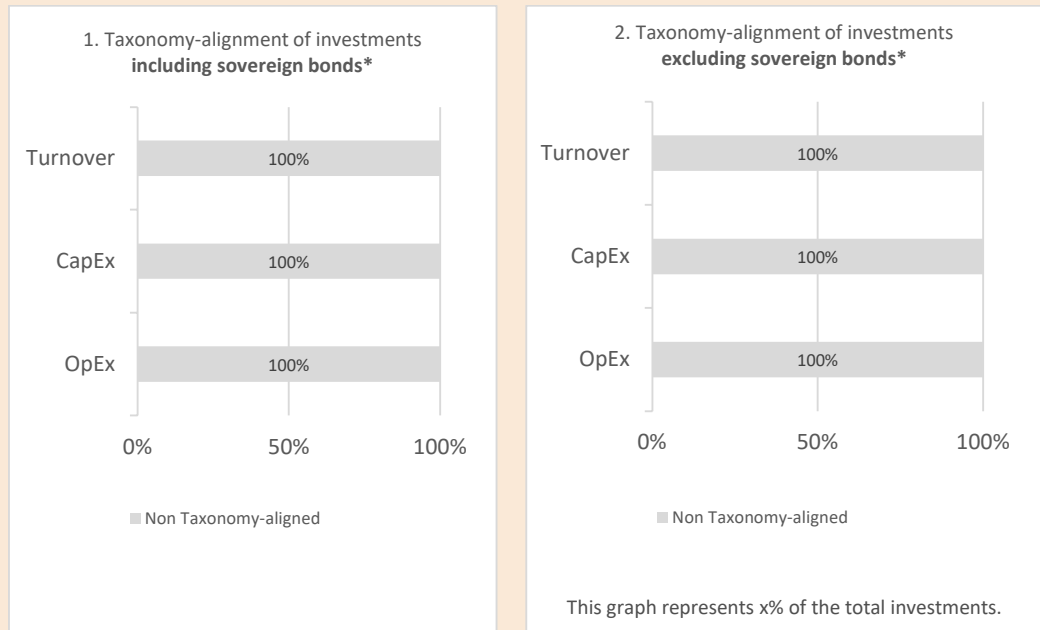 1. Taxonomy-alignment of investments
including sovereign bonds*
Turnover
100%
CapEx
100%
OpEx
100%
0%
50%
100%
Non Taxonomy-aligned
2. Taxonomy-alignment of investments
excluding sovereign bonds*
Turnover
100%
CapEx
100%
OpEx
100%
0%
50%
100%
Non Taxonomy-aligned
This graph represents x% of the total investments.